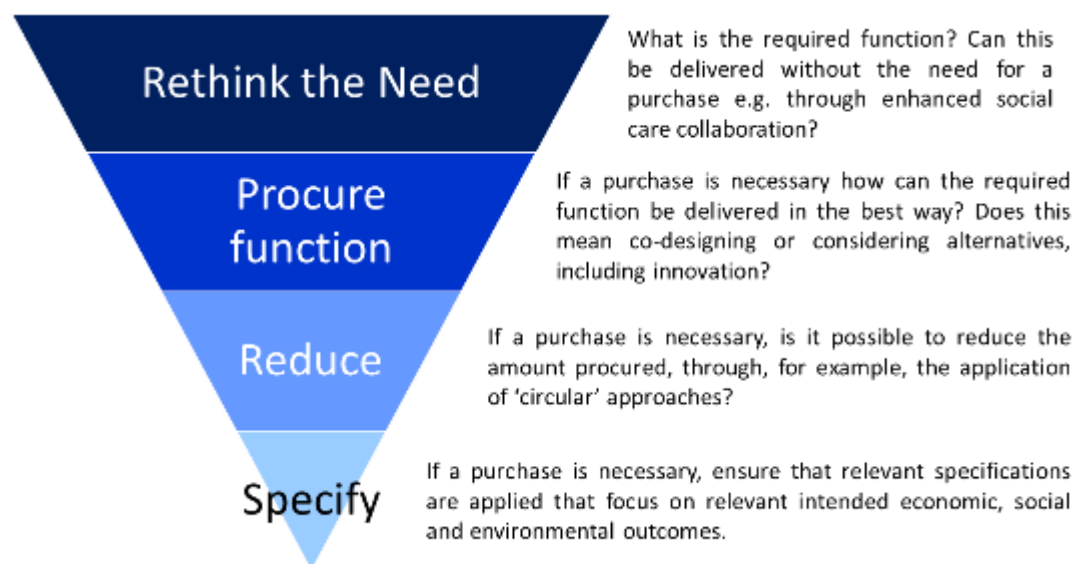 Rethink the Need
What is the required function? Can this
be delivered without the need for a
purchase e.g. through enhanced social
care collaboration?
Procure
function
If a purchase is necessary how can the required
function be delivered in the best way? Does this
mean co-designing or considering alternatives,
including innovation?
Reduce
If a purchase is necessary, is it possible to reduce the
amount procured, through, for example, the application
of ‘circular’ approaches?
Specify
If a purchase is necessary, ensure that relevant specifications
are applied that focus on relevant intended economic, social
and environmental outcomes.